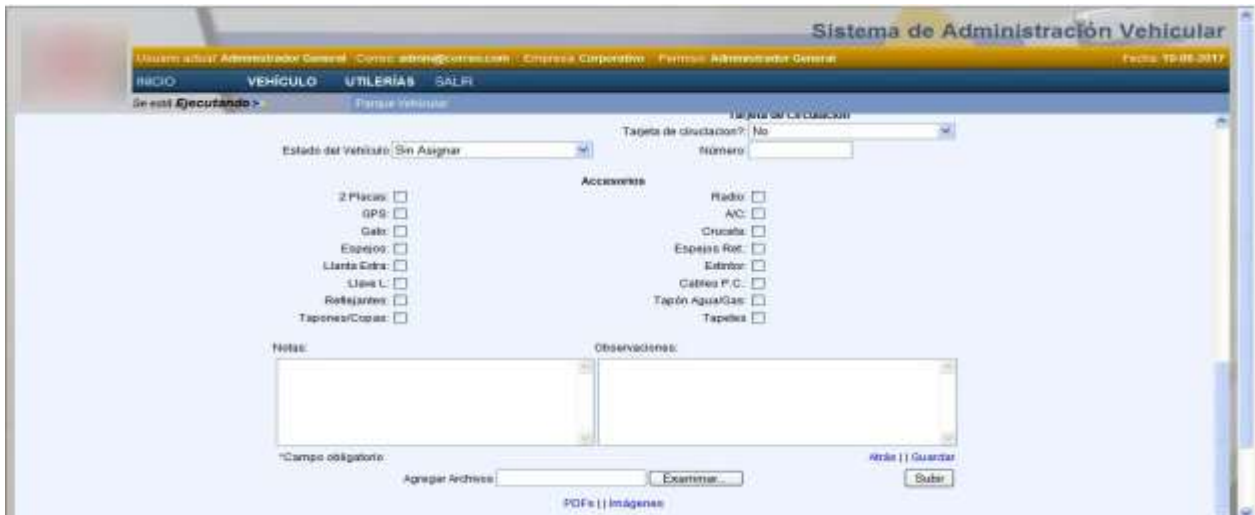 Sistema de Administración Vehicular
Usuario actual: Administrador General Correo: admin@correo.com Empresa: Corporativo Permiso: Administrador General Fecha: 10-08-2017
INICIO VEHÍCULO UTILERÍAS SALIR
Se está Ejecutando > Parque Vehicular
Tarjeta de Circulación
Tarjeta de ciruclacion?: No
Estado del Vehículo: Sin Asignar Número:
Accesorios
2 Placas: Radio:
GPS: A/C:
Gato: Cruceta:
Espejos: Espejos Ret.:
Llanta Extra: Extintor:
Llave L: Cables P.C.:
Reflejantes: Tapón Agua/Gas:
Tapones/Copas: Tapetes
Notas: Observaciones:
*Campo obligatorio Atrás | | Guardar
Agregar Archivos Examinar... Subir
PDFs | | Imágenes